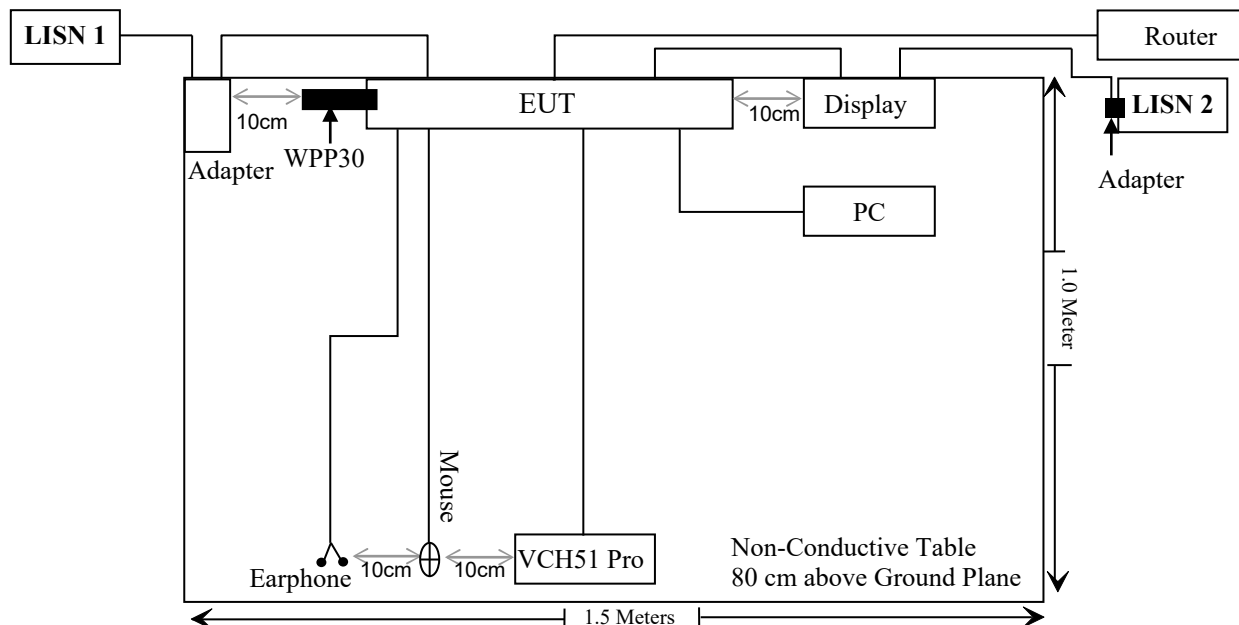 LISN 1
Router
EUT
Display
LISN 2
10cm
10cm
WPP30
Adapter
Adapter
PC
1.0 Meter
Mouse
VCH51 Pro
Non-Conductive Table
80 cm above Ground Plane
Earphone
10cm
10cm
1.5 Meters